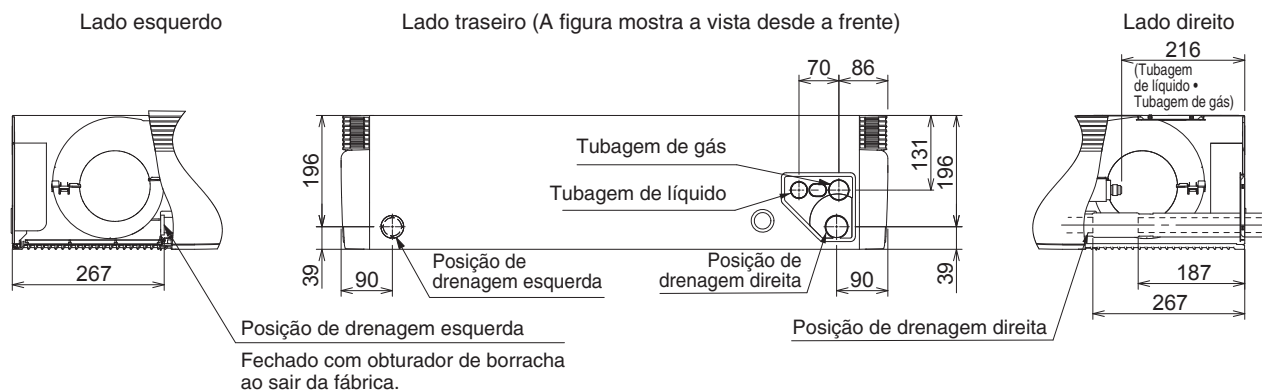 Lado esquerdo
Lado traseiro (A figura mostra a vista desde a frente)
Lado direito
216
(Tubagem
de líquido •
Tubagem de gás)
70
86
196
Tubagem de gás
Tubagem de líquido
131
196
39
267
90
Posição de
drenagem esquerda
Posição de
drenagem direita
90
39
187
267
Posição de drenagem esquerda
Fechado com obturador de borracha
ao sair da fábrica.
Posição de drenagem direita